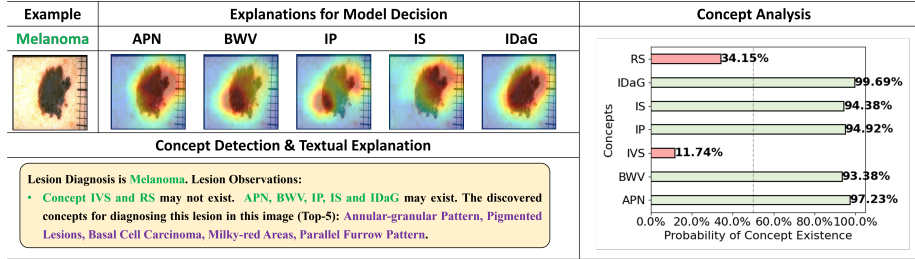 Example
Explanations for Model Decision
Concept Analysis
Melanoma
APN
BWV
IP
IS
IDaG
Concept Detection & Textual Explanation
Lesion Diagnosis is Melanoma. Lesion Observations:
• Concept IVS and RS may not exist. APN, BWV, IP, IS and IDaG may exist. The discovered
concepts for diagnosing this lesion in this image (Top-5): Annular-granular Pattern, Pigmented
Lesions, Basal Cell Carcinoma, Milky-red Areas, Parallel Furrow Pattern.
Concepts
RS 34.15%
IDaG 99.69%
IS 94.38%
IP 94.92%
IVS 11.74%
BWV 93.38%
APN 97.23%
0.0% 20.0% 40.0% 60.0% 80.0% 100.0%
Probability of Concept Existence